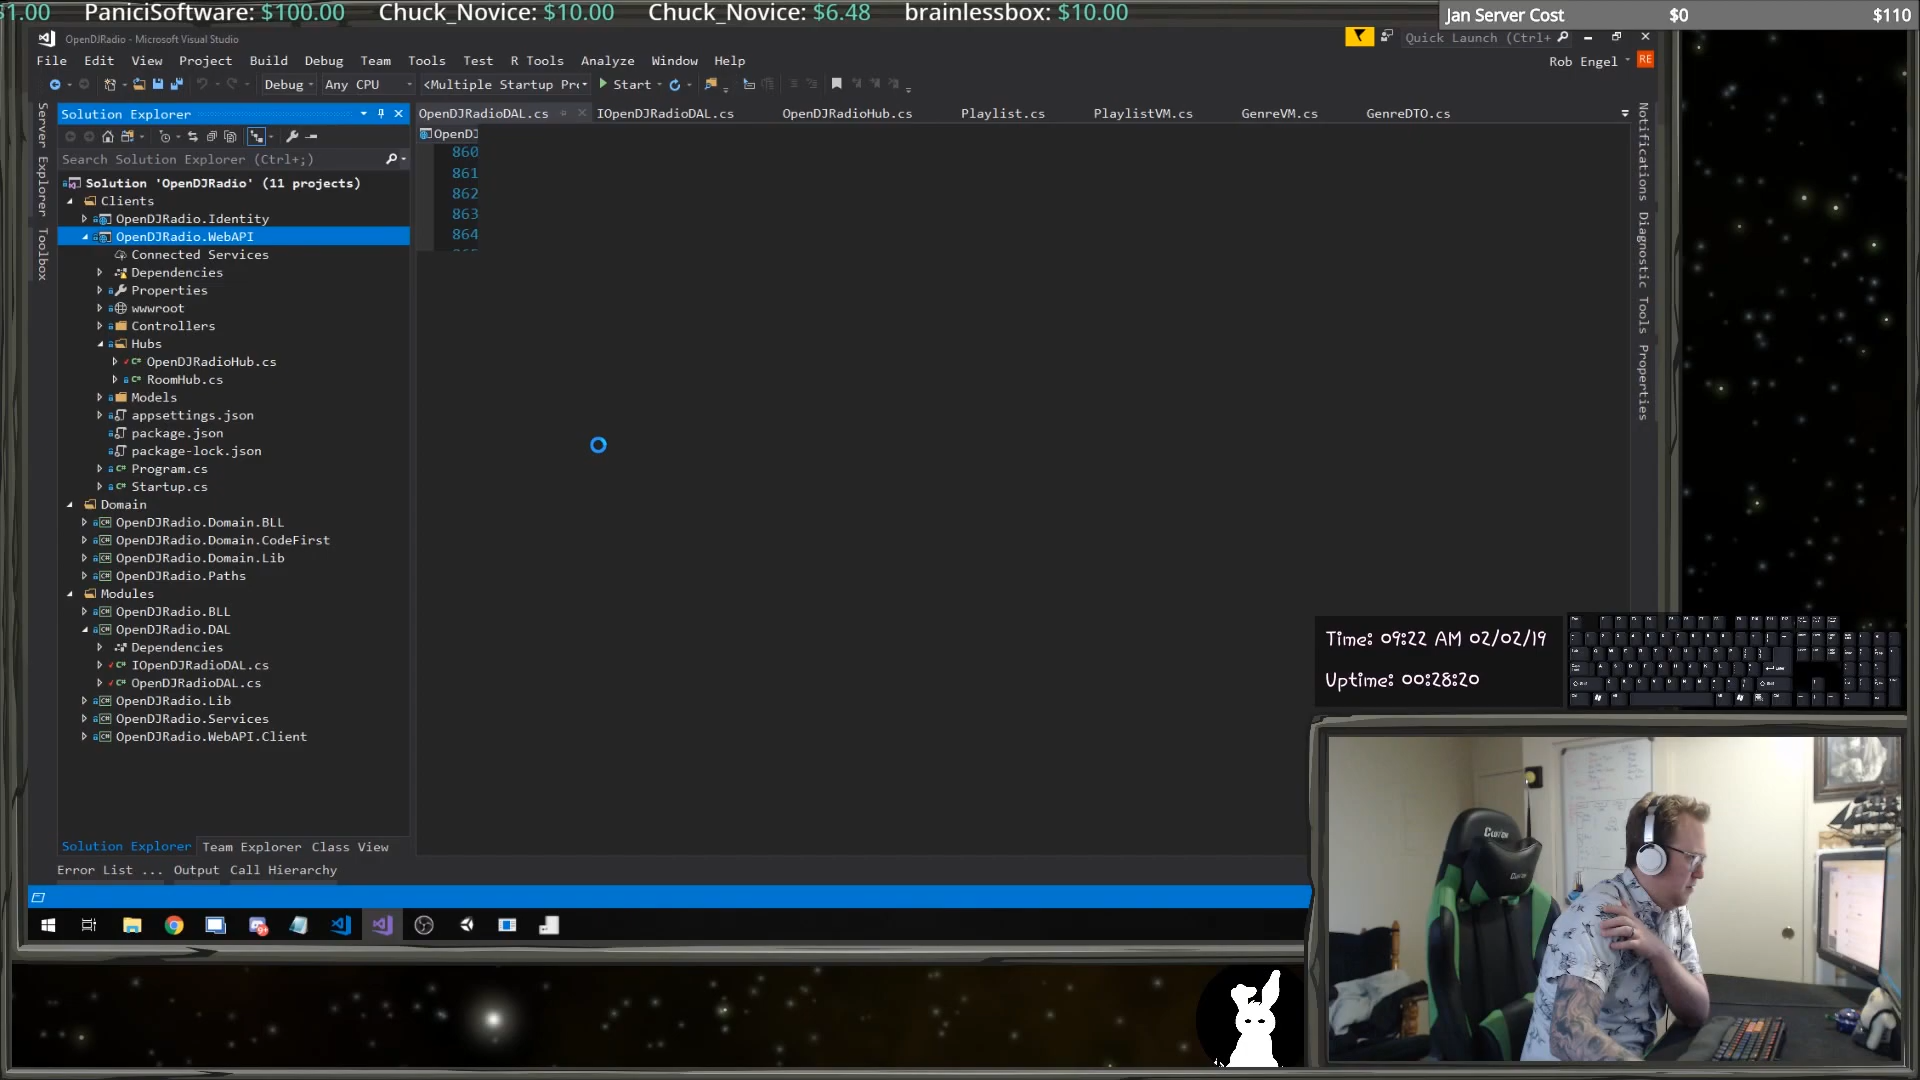 $1.00 PaniciSoftware: $100.00 Chuck_Novice: $10.00 Chuck_Novice: $6.48 brainlessbox: $10.00
Jan Server Cost $0 $110
OpenDJRadio - Microsoft Visual Studio
Quick Launch (Ctrl+
File Edit View Project Build Debug Team Tools Test R Tools Analyze Window Help
Rob Engel RE
Debug Any CPU <Multiple Startup Pr Start
Server Explorer
Toolbox
Solution Explorer
OpenDJRadioDAL.cs IOpenDJRadioDAL.cs OpenDJRadioHub.cs Playlist.cs PlaylistVM.cs GenreVM.cs GenreDTO.cs
OpenDJ
Search Solution Explorer (Ctrl+;)
860
861
862
863
864
Solution 'OpenDJRadio' (11 projects)
Clients
OpenDJRadio.Identity
OpenDJRadio.WebAPI
Connected Services
Dependencies
Properties
wwwroot
Controllers
Hubs
OpenDJRadioHub.cs
RoomHub.cs
Models
appsettings.json
package.json
package-lock.json
Program.cs
Startup.cs
Domain
OpenDJRadio.Domain.BLL
OpenDJRadio.Domain.CodeFirst
OpenDJRadio.Domain.Lib
OpenDJRadio.Paths
Modules
OpenDJRadio.BLL
OpenDJRadio.DAL
Dependencies
IOpenDJRadioDAL.cs
OpenDJRadioDAL.cs
OpenDJRadio.Lib
OpenDJRadio.Services
OpenDJRadio.WebAPI.Client
Notifications
Diagnostic Tools
Properties
Time: 09:22 AM 02/02/19
Uptime: 00:28:20
Solution Explorer Team Explorer Class View
Error List ... Output Call Hierarchy